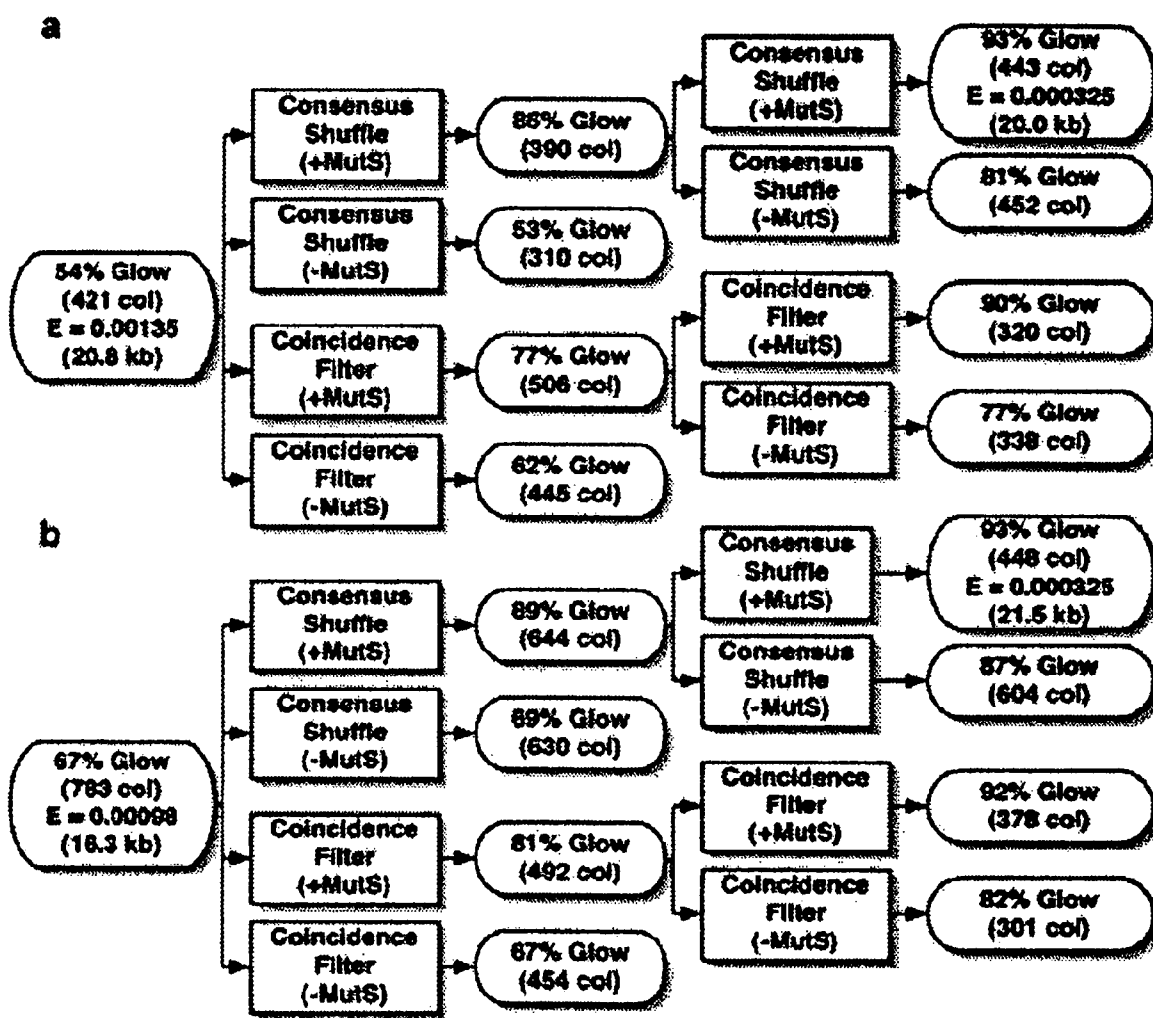 a
Consensus
Shuffle
(+MutS)
86% Glow
(390 col)
Consensus
Shuffle
(+MutS)
93% Glow
(443 col)
E = 0.000325
(20.0 kb)
Consensus
Shuffle
(-MutS)
81% Glow
(452 col)
Consensus
Shuffle
(-MutS)
53% Glow
(310 col)
54% Glow
(421 col)
E = 0.00135
(20.8 kb)
Coincidence
Filter
(+MutS)
77% Glow
(506 col)
Coincidence
Filter
(+MutS)
90% Glow
(320 col)
Coincidence
Filter
(-MutS)
77% Glow
(338 col)
Coincidence
Filter
(-MutS)
62% Glow
(445 col)
b
Consensus
Shuffle
(+MutS)
89% Glow
(644 col)
Consensus
Shuffle
(+MutS)
93% Glow
(448 col)
E = 0.000325
(21.5 kb)
Consensus
Shuffle
(-MutS)
87% Glow
(604 col)
Consensus
Shuffle
(-MutS)
69% Glow
(630 col)
67% Glow
(783 col)
E = 0.00098
(16.3 kb)
Coincidence
Filter
(+MutS)
81% Glow
(492 col)
Coincidence
Filter
(+MutS)
92% Glow
(378 col)
Coincidence
Filter
(-MutS)
82% Glow
(301 col)
Coincidence
Filter
(-MutS)
67% Glow
(454 col)